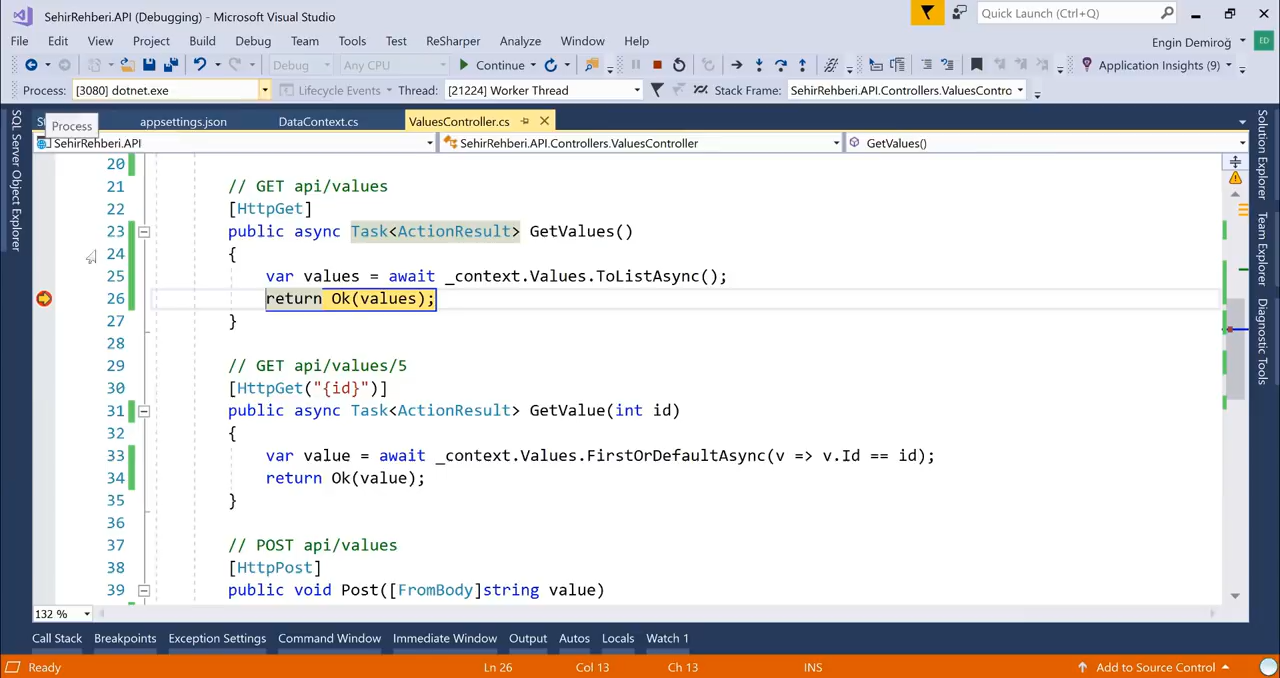 SehirRehberi.API (Debugging) - Microsoft Visual Studio
Quick Launch (Ctrl+Q)
File Edit View Project Build Debug Team Tools Test ReSharper Analyze Window Help
Engin Demiroğ ED
Debug Any CPU Continue Application Insights (9)
Process: [3080] dotnet.exe Lifecycle Events Thread: [21224] Worker Thread Stack Frame: SehirRehberi.API.Controllers.ValuesContro
Process
appsettings.json DataContext.cs ValuesController.cs
SehirRehberi.API SehirRehberi.API.Controllers.ValuesController GetValues()
SQL Server Object Explorer
20
21 // GET api/values
22 [HttpGet]
23 public async Task<ActionResult> GetValues()
24 {
25 var values = await _context.Values.ToListAsync();
26 return Ok(values);
27 }
28
29 // GET api/values/5
30 [HttpGet("{id}")]
31 public async Task<ActionResult> GetValue(int id)
32 {
33 var value = await _context.Values.FirstOrDefaultAsync(v => v.Id == id);
34 return Ok(value);
35 }
36
37 // POST api/values
38 [HttpPost]
39 public void Post([FromBody]string value)
Solution Explorer
Team Explorer
Diagnostic Tools
132 %
Call Stack Breakpoints Exception Settings Command Window Immediate Window Output Autos Locals Watch 1
Ready Ln 26 Col 13 Ch 13 INS Add to Source Control